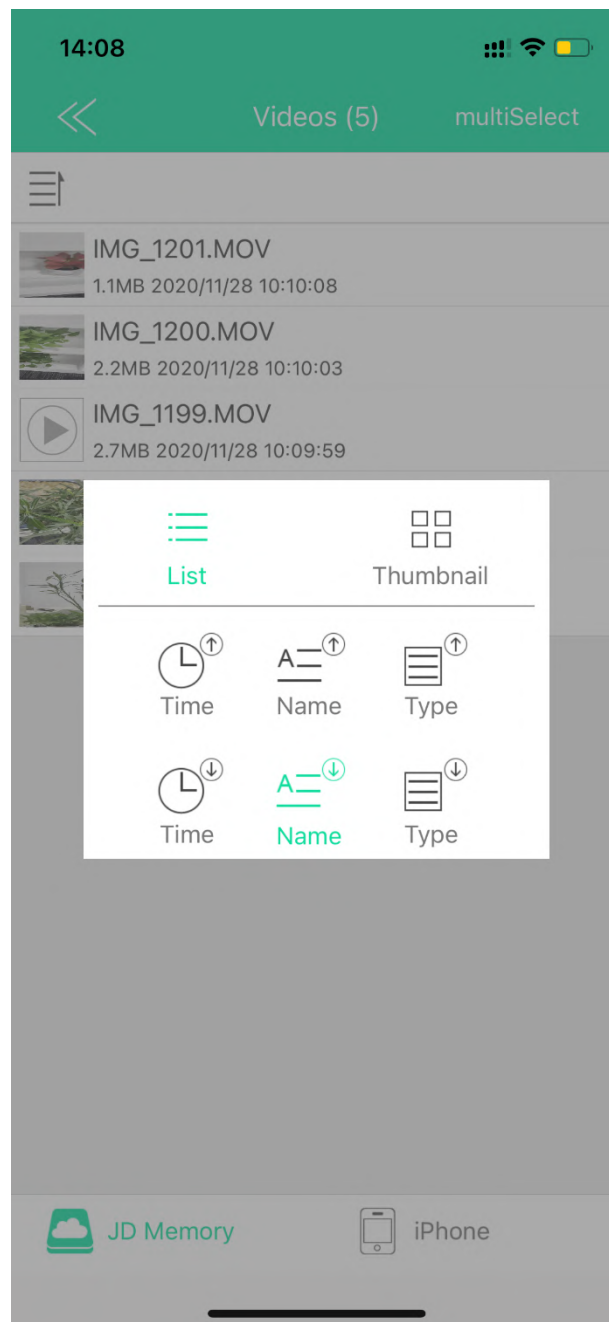 14:08
Videos (5) multiSelect
IMG_1201.MOV
1.1MB 2020/11/28 10:10:08
IMG_1200.MOV
2.2MB 2020/11/28 10:10:03
IMG_1199.MOV
2.7MB 2020/11/28 10:09:59
List Thumbnail
A A
Time Name Type
Time Name Type
JD Memory iPhone